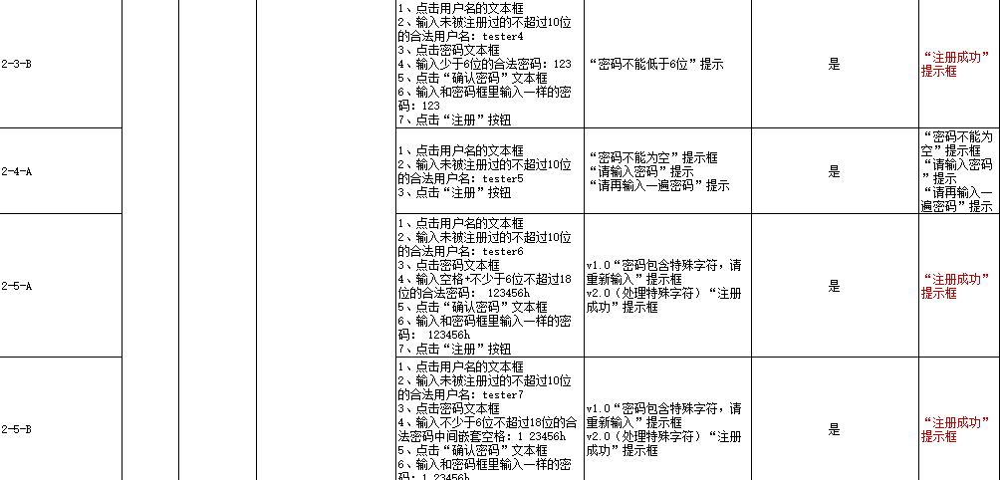 2-3-B
1、点击用户名的文本框
2、输入未被注册过的不超过10位
的合法用户名：tester4
3、点击密码文本框
4、输入少于6位的合法密码：123
5、点击“确认密码”文本框
6、输入和密码框里输入一样的密
码：123
7、点击“注册”按钮
“密码不能低于6位”提示
是
“注册成功”
提示框
2-4-A
1、点击用户名的文本框
2、输入未被注册过的不超过10位
的合法用户名：tester5
3、点击“注册”按钮
“密码不能为空”提示框
“请输入密码”提示
“请再输入一遍密码”提示
是
“密码不能为
空”提示框
“请输入密码
”提示
“请再输入一
遍密码”提示
2-5-A
1、点击用户名的文本框
2、输入未被注册过的不超过10位
的合法用户名：tester6
3、点击密码文本框
4、输入空格+不少于6位不超过18
位的合法密码： 123456h
5、点击“确认密码”文本框
6、输入和密码框里输入一样的密
码： 123456h
7、点击“注册”按钮
v1.0“密码包含特殊字符，请
重新输入”提示框
v2.0（处理特殊字符）“注册
成功”提示框
是
“注册成功”
提示框
2-5-B
1、点击用户名的文本框
2、输入未被注册过的不超过10位
的合法用户名：tester7
3、点击密码文本框
4、输入不少于6位不超过18位的合
法密码中间嵌套空格：1 23456h
5、点击“确认密码”文本框
6、输入和密码框里输入一样的密
码：1 23456h
v1.0“密码包含特殊字符，请
重新输入”提示框
v2.0（处理特殊字符）“注册
成功”提示框
是
“注册成功”
提示框